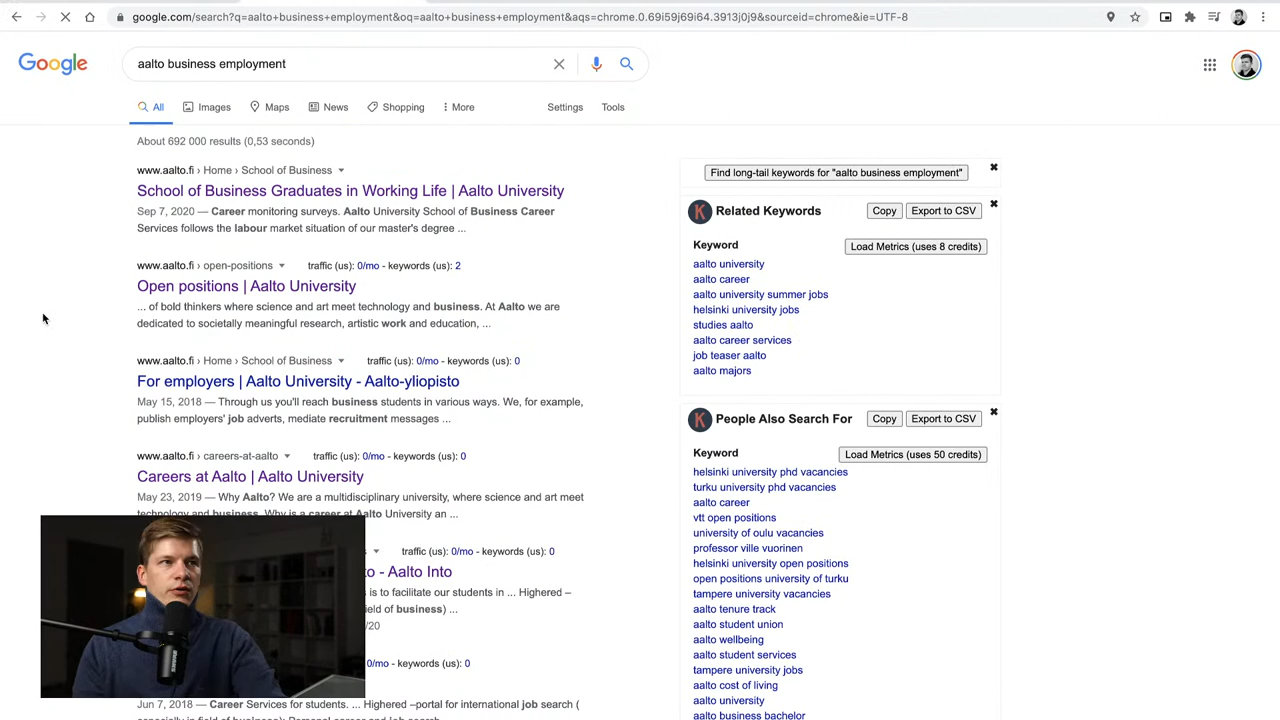 google.com/search?q=aalto+business+employment&oq=aalto+business+employment&aqs=chrome.0.69i59j69i64.3913j0j9&sourceid=chrome&ie=UTF-8
Google
aalto business employment
All
Images
Maps
News
Shopping
More
Settings
Tools
About 692 000 results (0,53 seconds)
www.aalto.fi › Home › School of Business
School of Business Graduates in Working Life | Aalto University
Sep 7, 2020 — Career monitoring surveys. Aalto University School of Business Career
Services follows the labour market situation of our master's degree ...
www.aalto.fi › open-positions traffic (us): 0/mo - keywords (us): 2
Open positions | Aalto University
... of bold thinkers where science and art meet technology and business. At Aalto we are
dedicated to societally meaningful research, artistic work and education, ...
www.aalto.fi › Home › School of Business traffic (us): 0/mo - keywords (us): 0
For employers | Aalto University - Aalto-yliopisto
May 15, 2018 — Through us you'll reach business students in various ways. We, for example,
publish employers' job adverts, mediate recruitment messages ...
www.aalto.fi › careers-at-aalto traffic (us): 0/mo - keywords (us): 0
Careers at Aalto | Aalto University
May 23, 2019 — Why Aalto? We are a multidisciplinary university, where science and art meet
technology and business. Why is a career at Aalto University an ...
traffic (us): 0/mo - keywords (us): 0
to - Aalto Into
is to facilitate our students in ... Highered –
ield of business) ...
/20
0/mo - keywords (us): 0
Jun 7, 2018 — Career Services for students. ... Highered –portal for international job search (
especially in field of business); Personal career and job search
Find long-tail keywords for "aalto business employment"
K
Related Keywords
Copy
Export to CSV
Keyword
Load Metrics (uses 8 credits)
aalto university
aalto career
aalto university summer jobs
helsinki university jobs
studies aalto
aalto career services
job teaser aalto
aalto majors
K
People Also Search For
Copy
Export to CSV
Keyword
Load Metrics (uses 50 credits)
helsinki university phd vacancies
turku university phd vacancies
aalto career
vtt open positions
university of oulu vacancies
professor ville vuorinen
helsinki university open positions
open positions university of turku
tampere university vacancies
aalto tenure track
aalto student union
aalto wellbeing
aalto student services
tampere university jobs
aalto cost of living
aalto university
aalto business bachelor